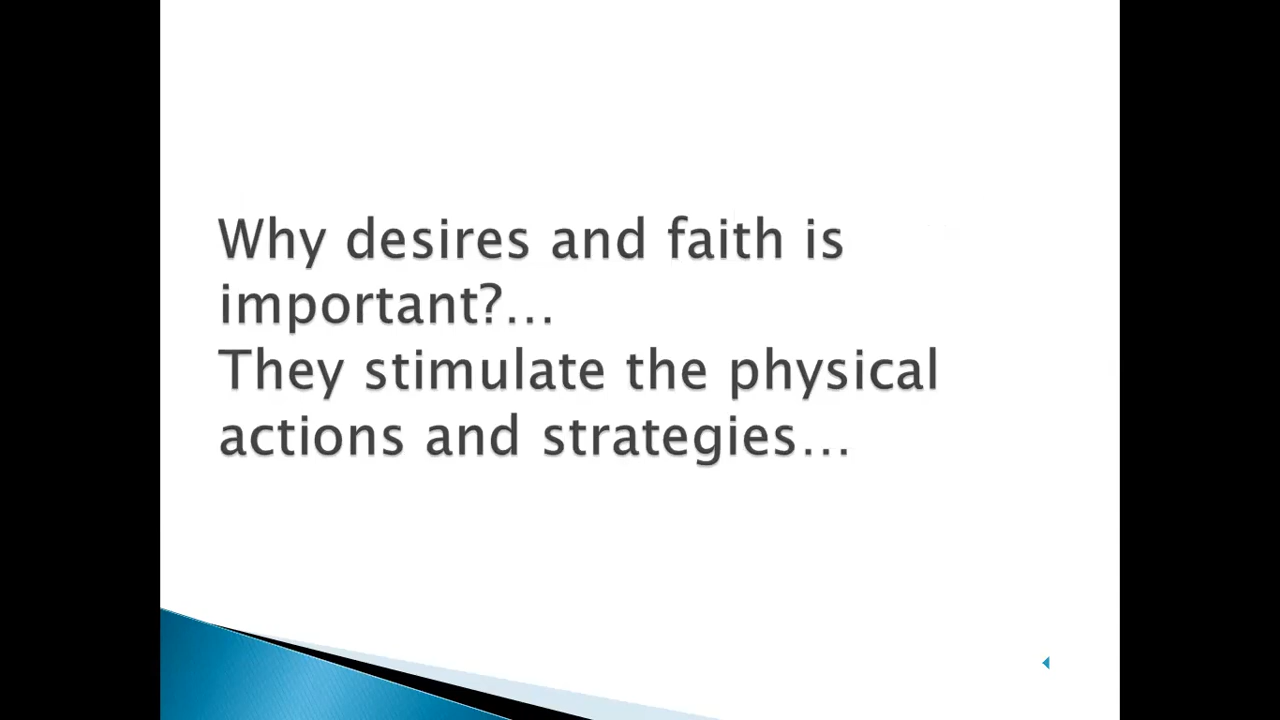 Why desires and faith is
important?…
They stimulate the physical
actions and strategies…